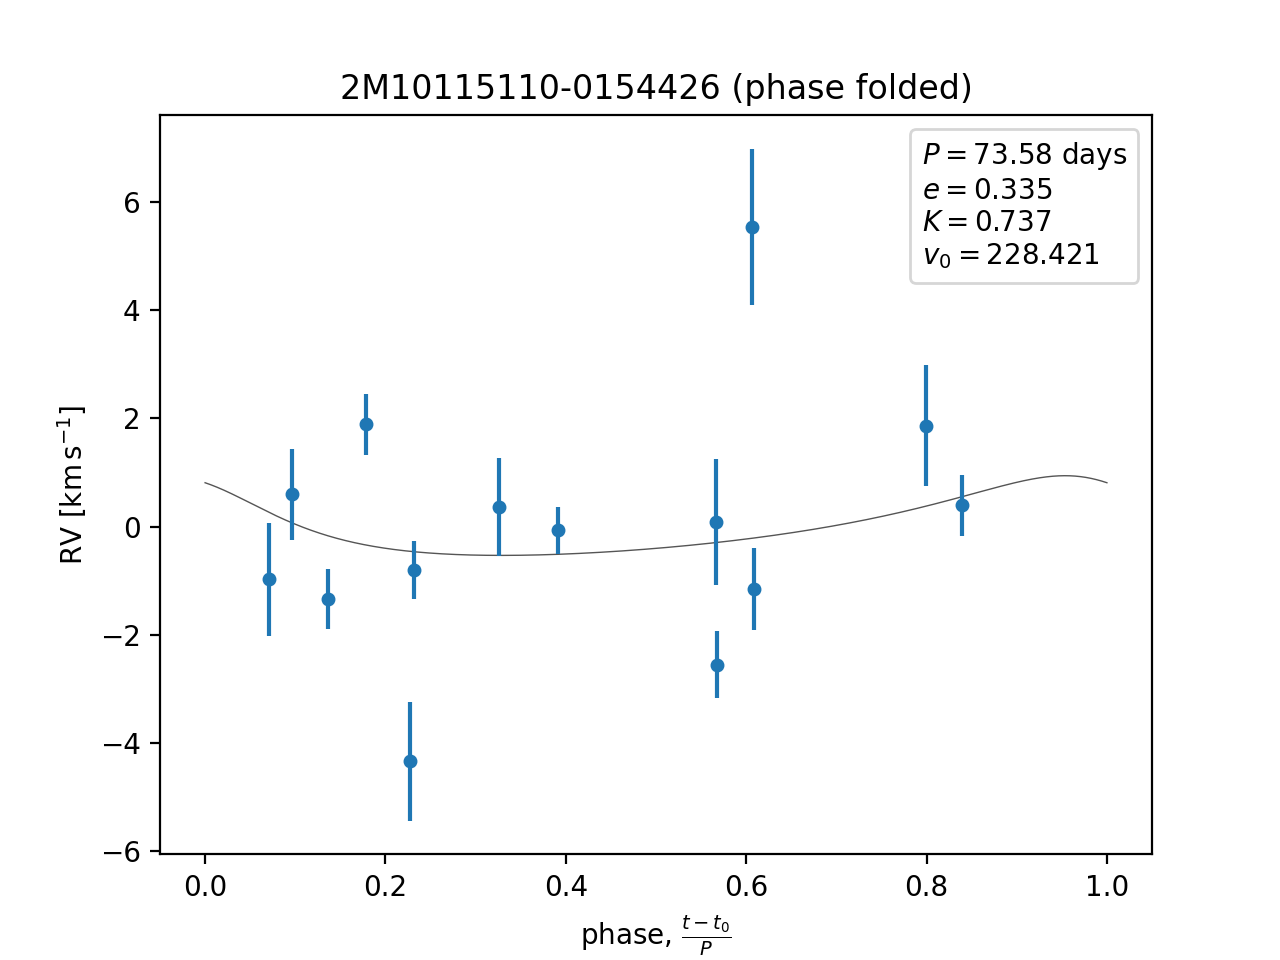 2M10115110-0154426 (phase folded)
P = 73.58 days
e = 0.335
K = 0.737
v₀ = 228.421
RV [km s⁻¹]
6
4
2
0
−2
−4
−6
0.0 0.2 0.4 0.6 0.8 1.0
phase, (t − t₀)/P